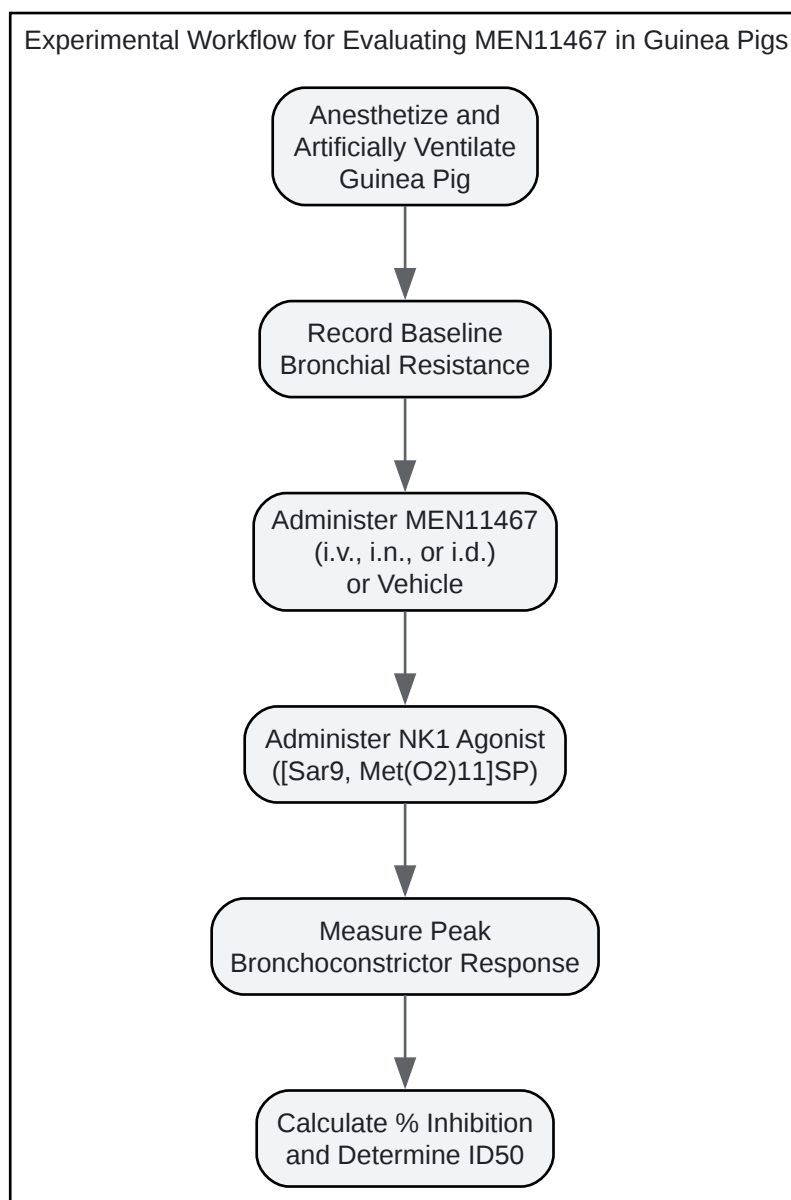 Experimental Workflow for Evaluating MEN11467 in Guinea Pigs
Anesthetize and
Artificially Ventilate
Guinea Pig
Record Baseline
Bronchial Resistance
Administer MEN11467
(i.v., i.n., or i.d.)
or Vehicle
Administer NK1 Agonist
([Sar9, Met(O2)11]SP)
Measure Peak
Bronchoconstrictor Response
Calculate % Inhibition
and Determine ID50